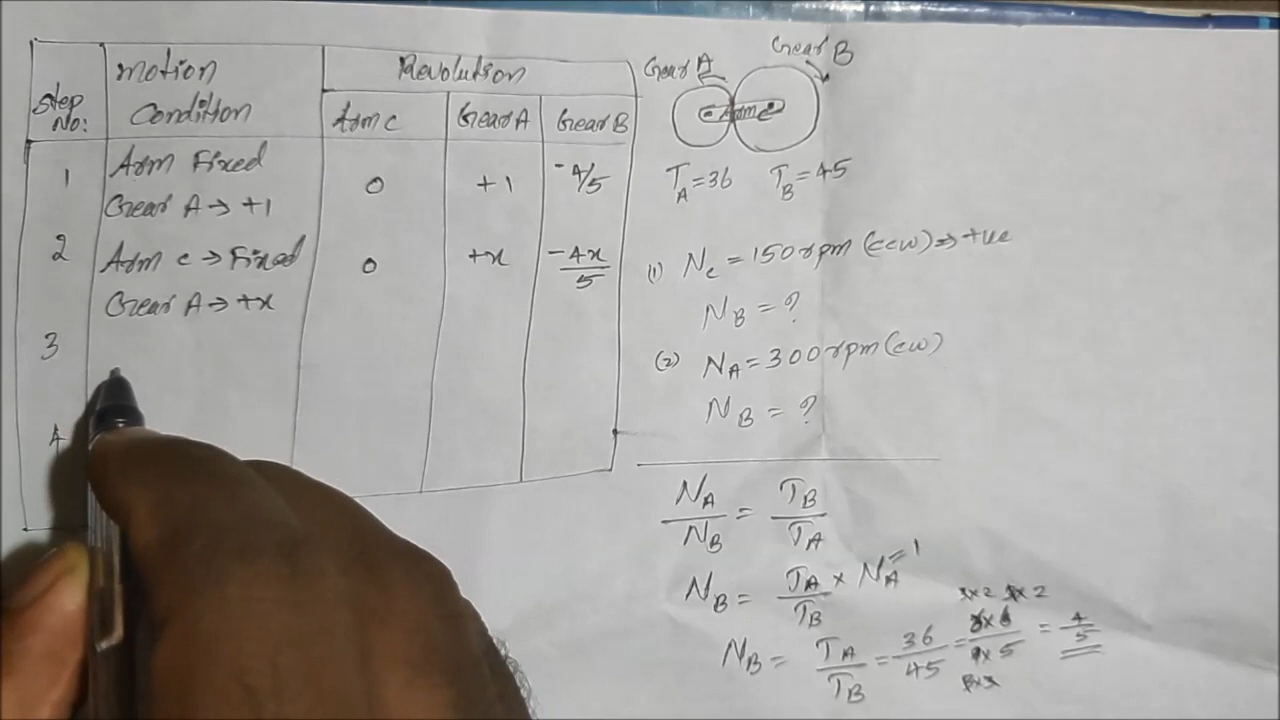 Step No:
Motion Condition
Revolution
Arm C
Gear A
Gear B
1
Arm Fixed
Gear A → +1
0
+1
-4/5
2
Arm C → Fixed
Gear A → +x
0
+x
-4x/5
3
4
Gear A
Gear B
Arm C
T_A = 36 T_B = 45
(1) N_C = 150 rpm (ccw) ⇒ +ve
N_B = ?
(2) N_A = 300 rpm (cw)
N_B = ?
N_A/N_B = T_B/T_A
N_B = T_A/T_B × N_A = 1
N_B = T_A/T_B = 36/45 = = 4/5